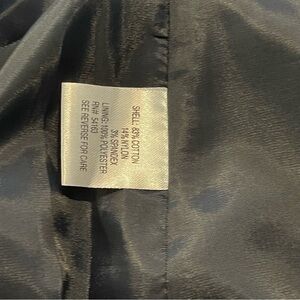 SHELL: 83% COTTON
14% NYLON
3% SPANDEX
LINING: 100% POLYESTER
RN# 54163
SEE REVERSE FOR CARE